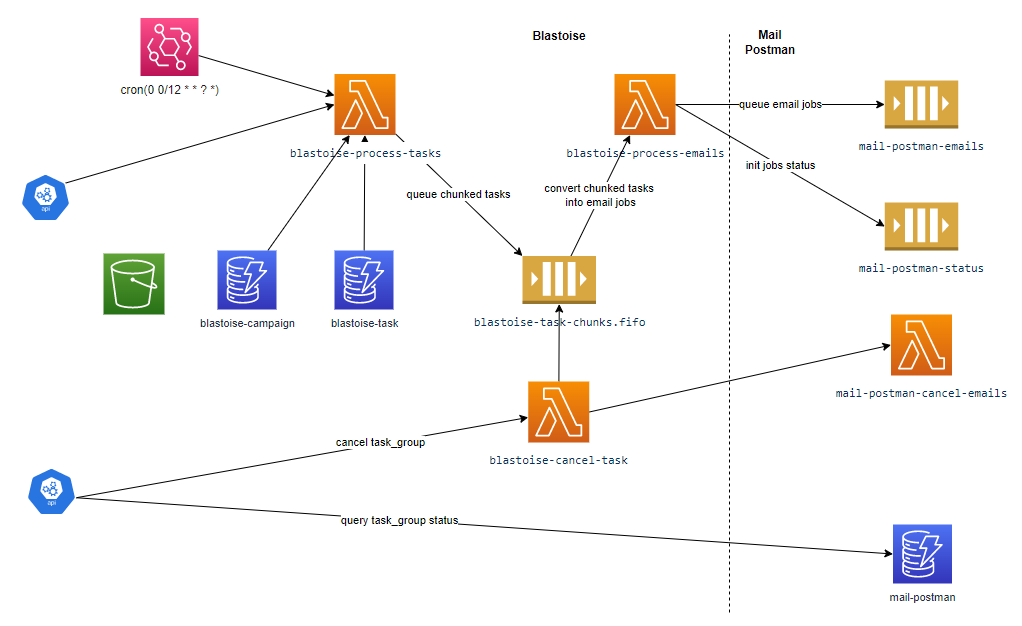 Blastoise
Mail
Postman
cron(0 0/12 * * ? *)
blastoise-process-tasks
blastoise-process-emails
queue email jobs
mail-postman-emails
init jobs status
queue chunked tasks
convert chunked tasks
into email jobs
api
mail-postman-status
blastoise-campaign
blastoise-task
blastoise-task-chunks.fifo
mail-postman-cancel-emails
cancel task_group
blastoise-cancel-task
api
query task_group status
mail-postman